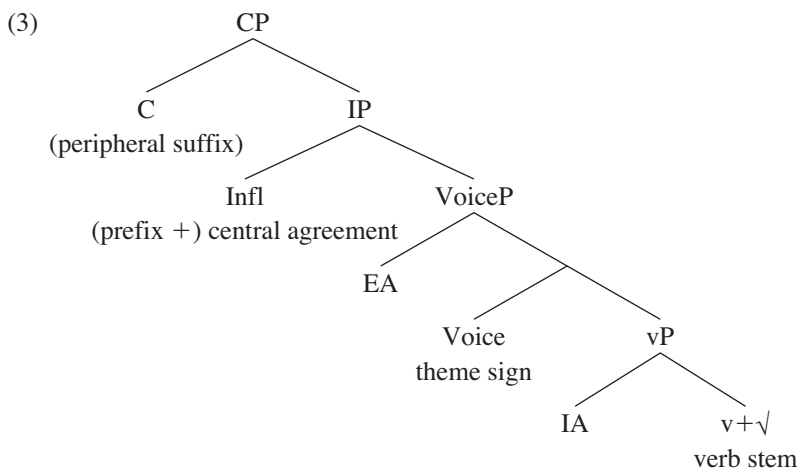 (3) CP
C IP
(peripheral suffix)
Infl VoiceP
(prefix +) central agreement
EA
Voice vP
theme sign
IA v+√
verb stem